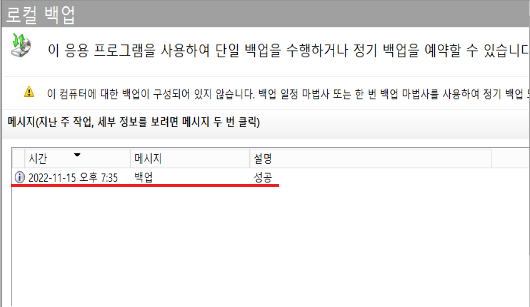 로컬 백업
이 응용 프로그램을 사용하여 단일 백업을 수행하거나 정기 백업을 예약할 수 있습니다
이 컴퓨터에 대한 백업이 구성되어 있지 않습니다. 백업 일정 마법사 또는 한 번 백업 마법사를 사용하여 정기 백업
메시지(지난 주 작업, 세부 정보를 보려면 메시지 두 번 클릭)
시간 메시지 설명
2022-11-15 오후 7:35 백업 성공